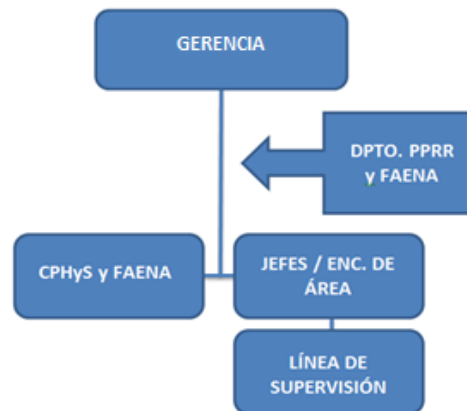 GERENCIA
DPTO. PPRR
y FAENA
CPHyS y FAENA
JEFES / ENC. DE
ÁREA
LÍNEA DE
SUPERVISIÓN